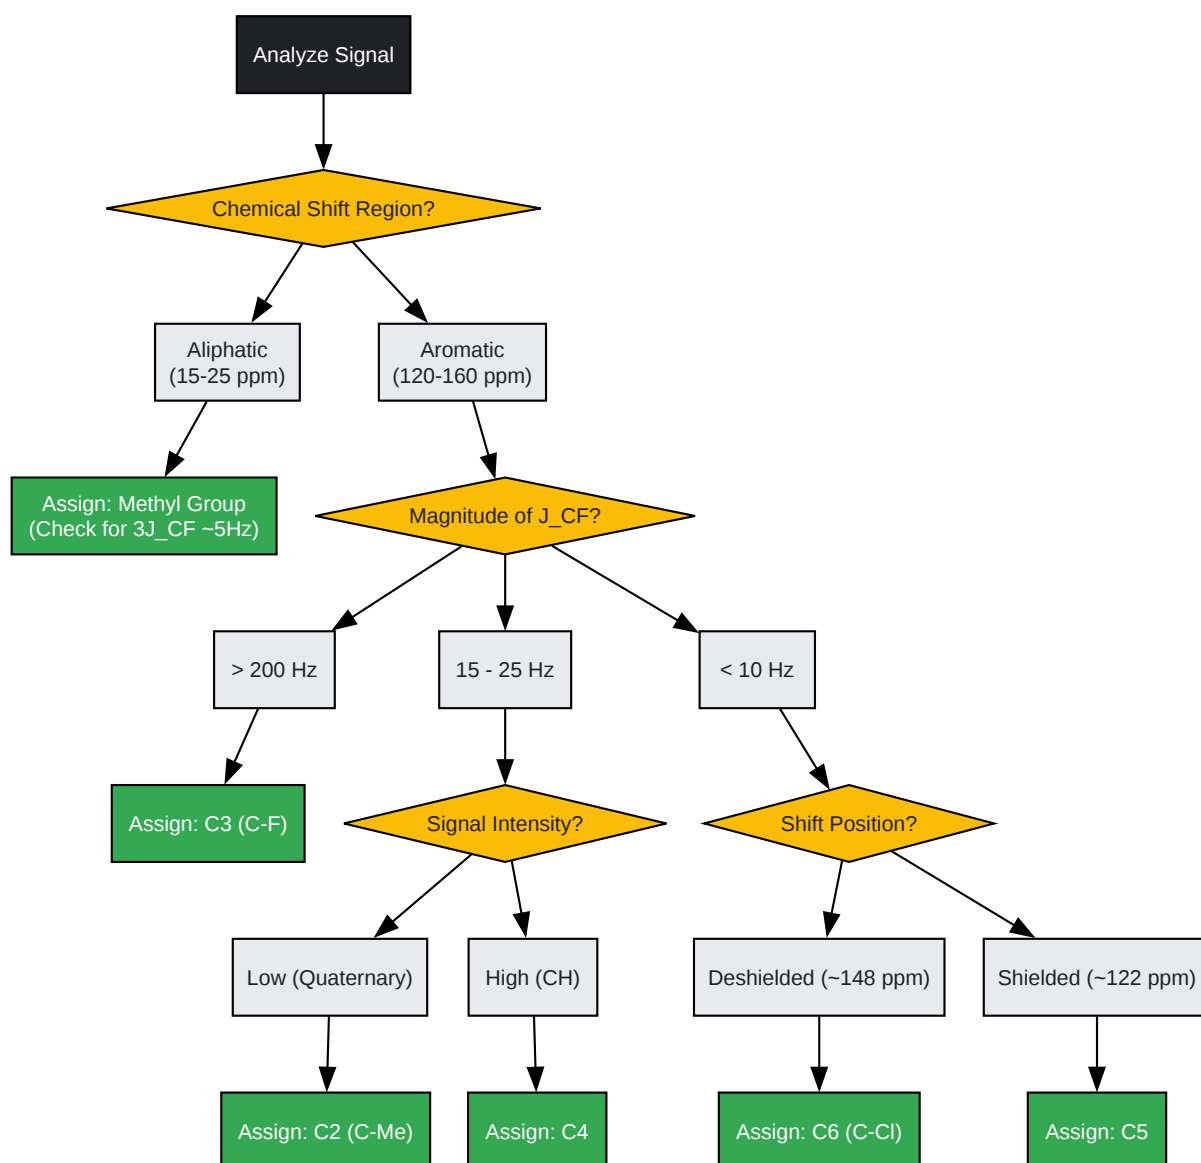 Analyze Signal
Chemical Shift Region?
Aliphatic
(15-25 ppm)
Aromatic
(120-160 ppm)
Assign: Methyl Group
(Check for 3J_CF ~5Hz)
Magnitude of J_CF?
> 200 Hz
15 - 25 Hz
< 10 Hz
Assign: C3 (C-F)
Signal Intensity?
Shift Position?
Low (Quaternary)
High (CH)
Deshielded (~148 ppm)
Shielded (~122 ppm)
Assign: C2 (C-Me)
Assign: C4
Assign: C6 (C-Cl)
Assign: C5